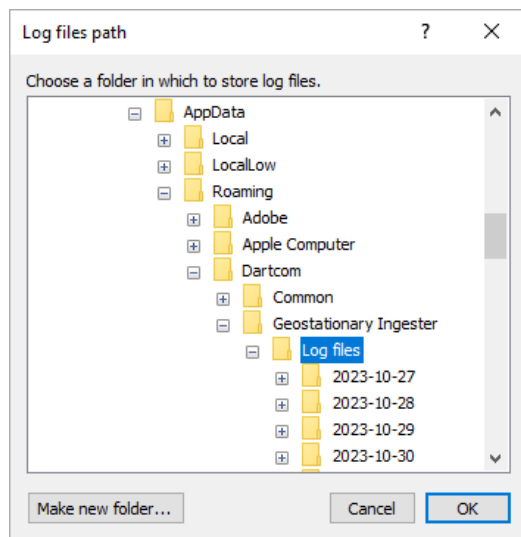 Log files path
?
Choose a folder in which to store log files.
AppData
Local
LocalLow
Roaming
Adobe
Apple Computer
Dartcom
Common
Geostationary Ingester
Log files
2023-10-27
2023-10-28
2023-10-29
2023-10-30
Make new folder... Cancel OK